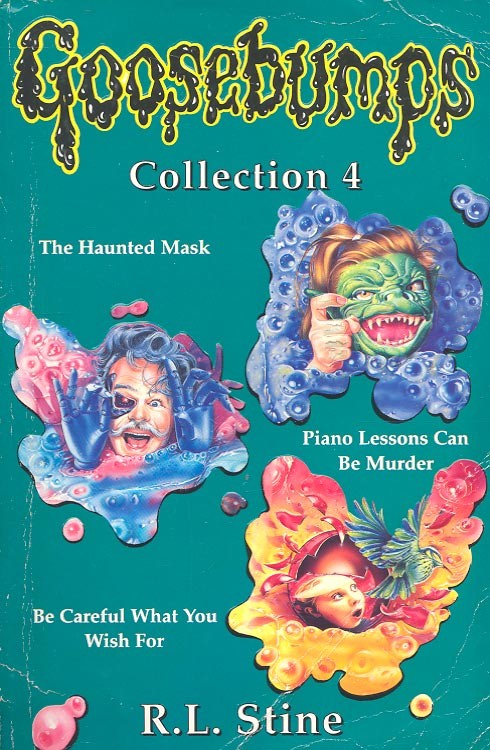 Goosebumps
Collection 4
The Haunted Mask
Piano Lessons Can
Be Murder
Be Careful What You
Wish For
R.L. Stine